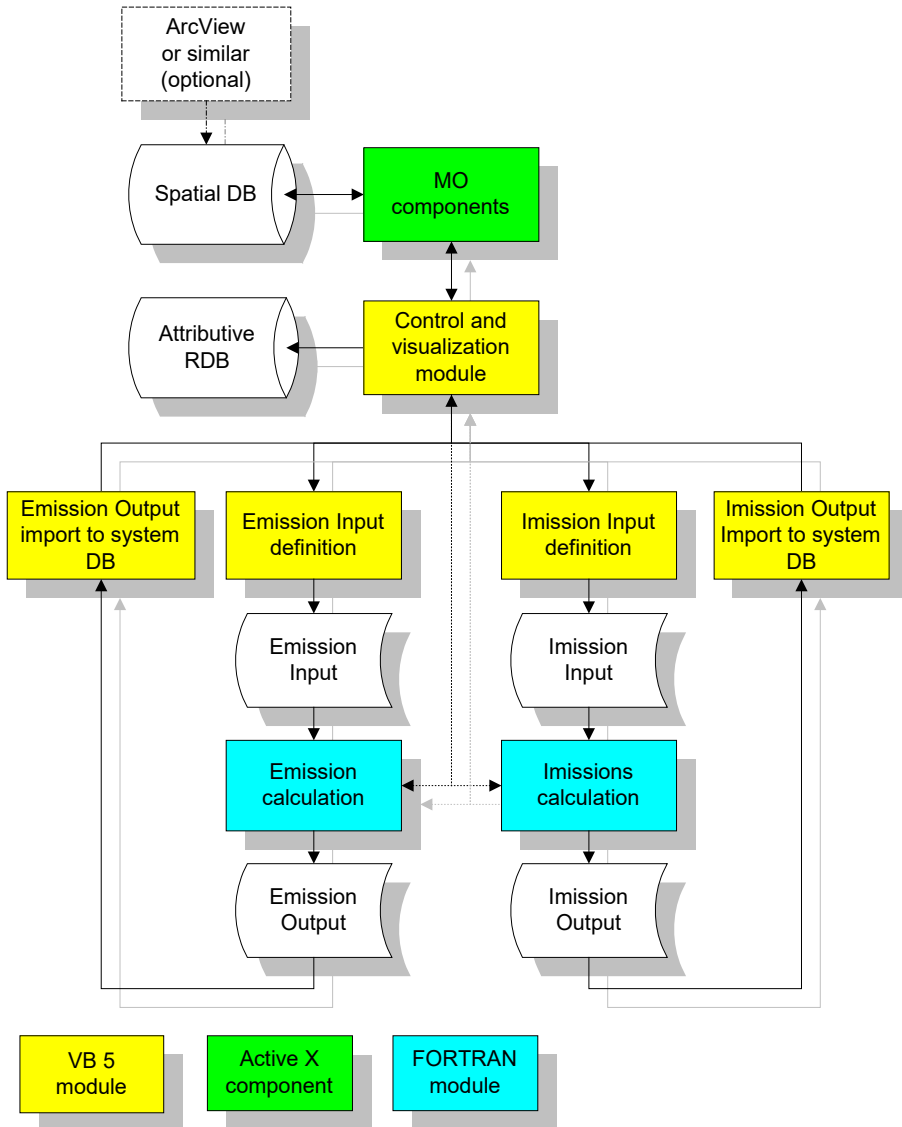 ArcView
or similar
(optional)
Spatial DB
MO
components
Attributive
RDB
Control and
visualization
module
Emission Output
import to system
DB
Emission Input
definition
Imission Input
definition
Imission Output
Import to system
DB
Emission
Input
Imission
Input
Emission
calculation
Imissions
calculation
Emission
Output
Imission
Output
VB 5
module
Active X
component
FORTRAN
module